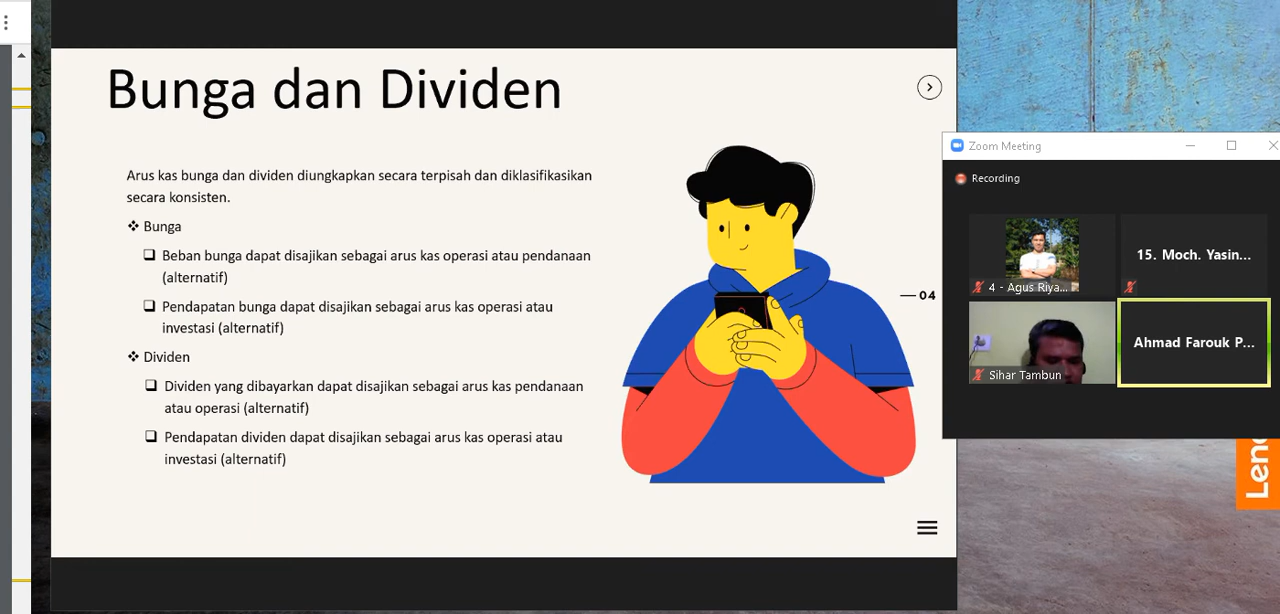 Bunga dan Dividen
Arus kas bunga dan dividen diungkapkan secara terpisah dan diklasifikasikan
secara konsisten.
❖ Bunga
❑ Beban bunga dapat disajikan sebagai arus kas operasi atau pendanaan
(alternatif)
❑ Pendapatan bunga dapat disajikan sebagai arus kas operasi atau
investasi (alternatif)
❖ Dividen
❑ Dividen yang dibayarkan dapat disajikan sebagai arus kas pendanaan
atau operasi (alternatif)
❑ Pendapatan dividen dapat disajikan sebagai arus kas operasi atau
investasi (alternatif)
04
Zoom Meeting
Recording
4 - Agus Riya...
15. Moch. Yasin...
Sihar Tambun
Ahmad Farouk P...
Leno